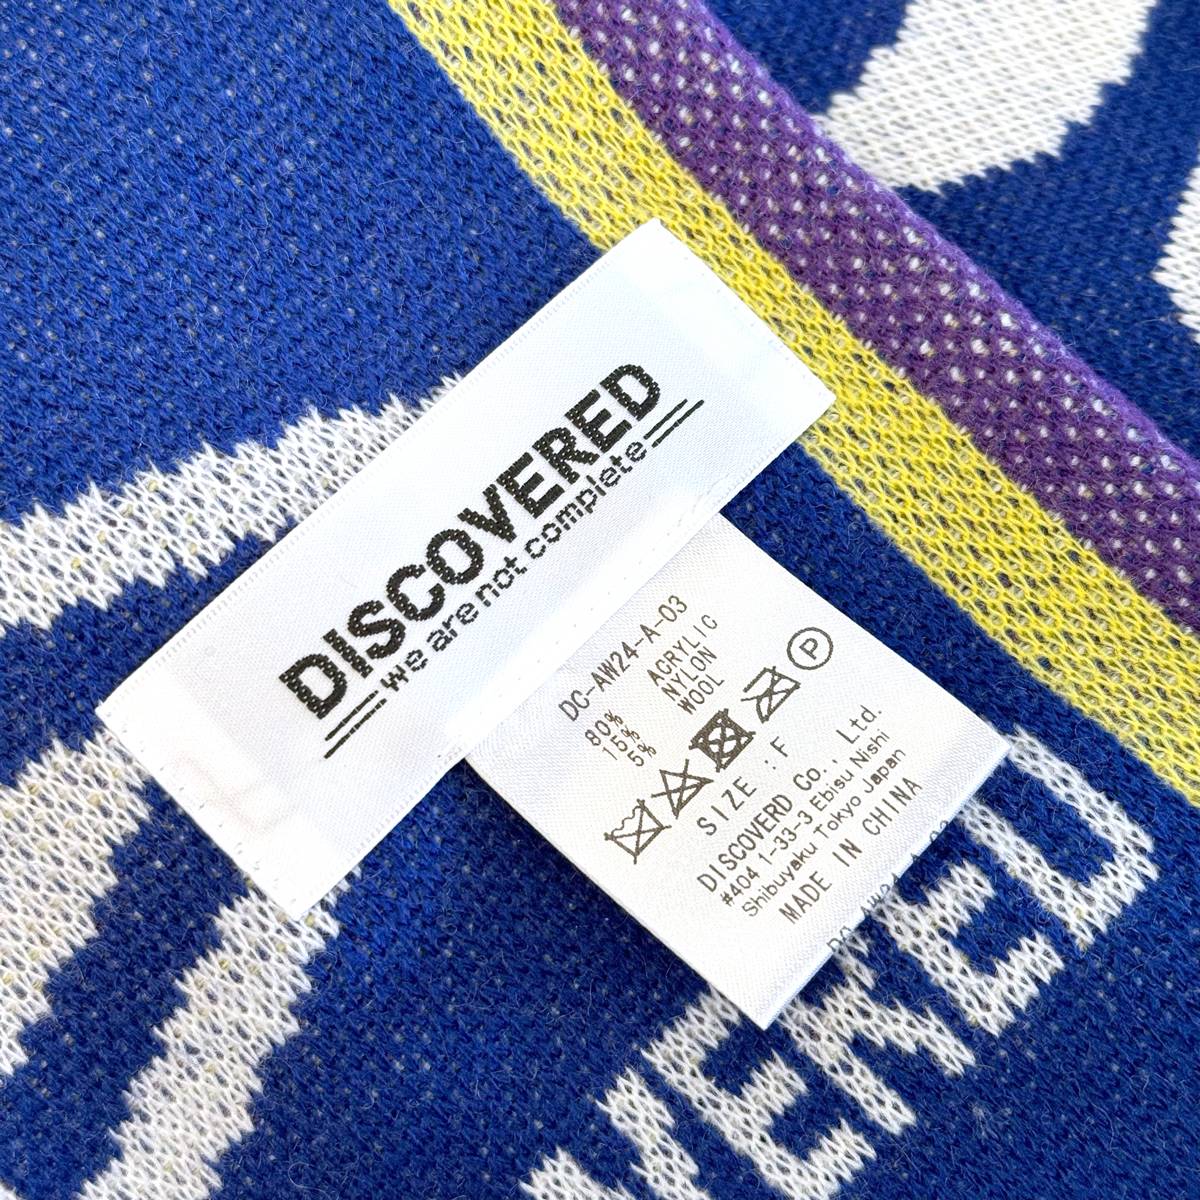 DISCOVERED
we are not complete
DC-AW24-A-03
80% ACRYLIC
15% NYLON
5% WOOL
P
SIZE : F
DISCOVERD Co., Ltd.
#404 1-33-3 Ebisu Nishi
Shibuyaku Tokyo Japan
MADE IN CHINA
VERED